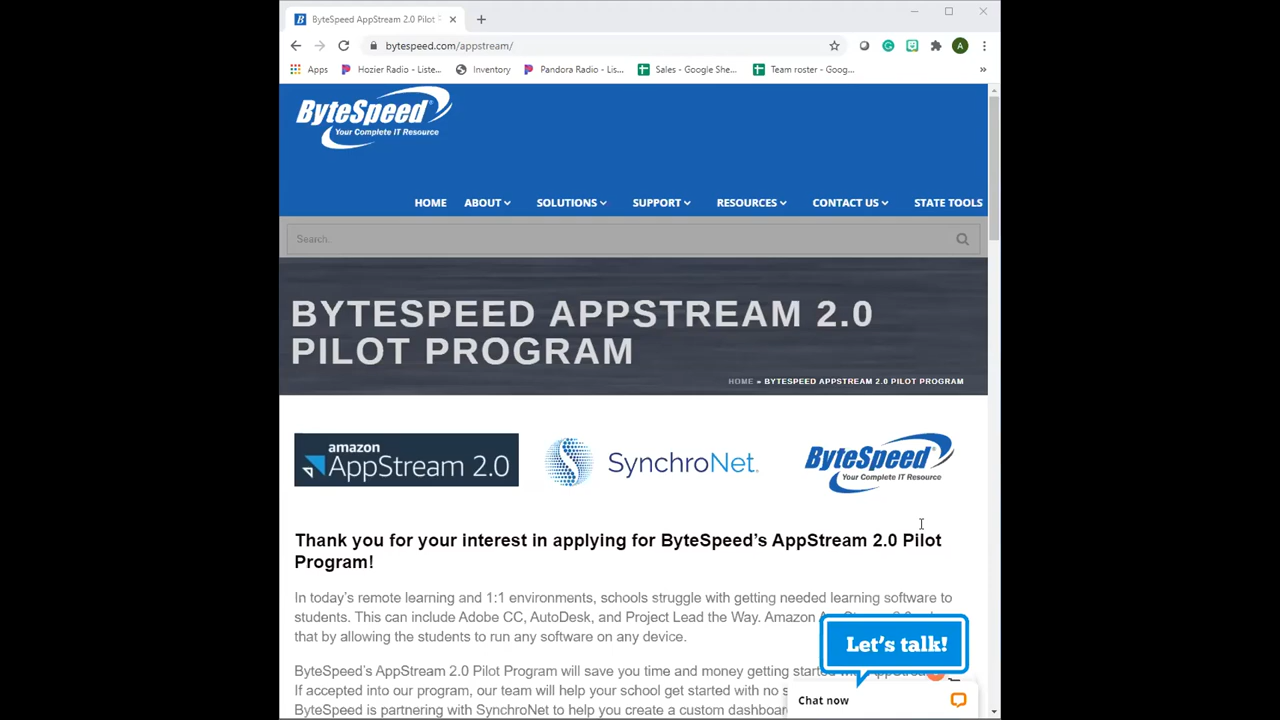 ByteSpeed AppStream 2.0 Pilot
bytespeed.com/appstream/
A
Apps
Hozier Radio - Liste...
Inventory
Pandora Radio - Lis...
Sales - Google She...
Team roster - Goog...
»
ByteSpeed®
Your Complete IT Resource
HOME ABOUT SOLUTIONS SUPPORT RESOURCES CONTACT US STATE TOOLS
Search..
BYTESPEED APPSTREAM 2.0
PILOT PROGRAM
HOME » BYTESPEED APPSTREAM 2.0 PILOT PROGRAM
amazon
AppStream 2.0
SynchroNet.
ByteSpeed®
Your Complete IT Resource
Thank you for your interest in applying for ByteSpeed's AppStream 2.0 Pilot
Program!
In today's remote learning and 1:1 environments, schools struggle with getting needed learning software to
students. This can include Adobe CC, AutoDesk, and Project Lead the Way. Amazon
that by allowing the students to run any software on any device.
ByteSpeed's AppStream 2.0 Pilot Program will save you time and money getting
If accepted into our program, our team will help your school get started with no
ByteSpeed is partnering with SynchroNet to help you create a custom dashboard
Let's talk!
Chat now